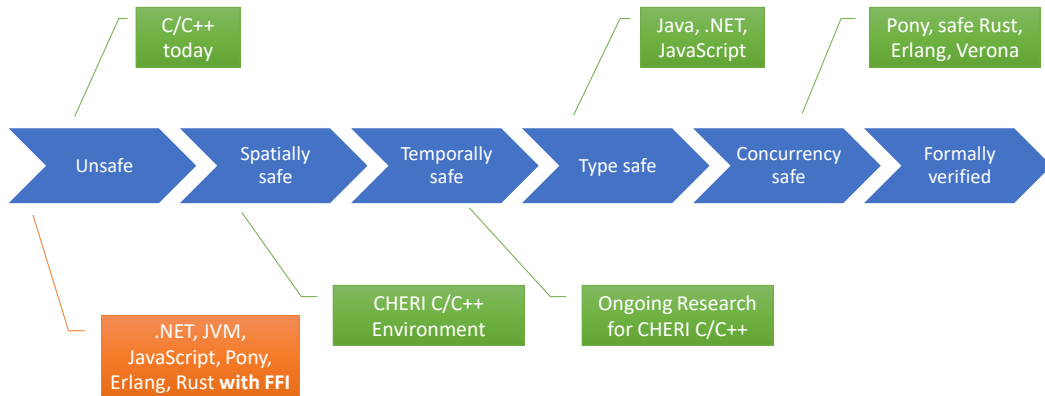 C/C++
today
Java, .NET,
JavaScript
Pony, safe Rust,
Erlang, Verona
Unsafe
Spatially
safe
Temporally
safe
Type safe
Concurrency
safe
Formally
verified
.NET, JVM,
JavaScript, Pony,
Erlang, Rust with FFI
CHERI C/C++
Environment
Ongoing Research
for CHERI C/C++